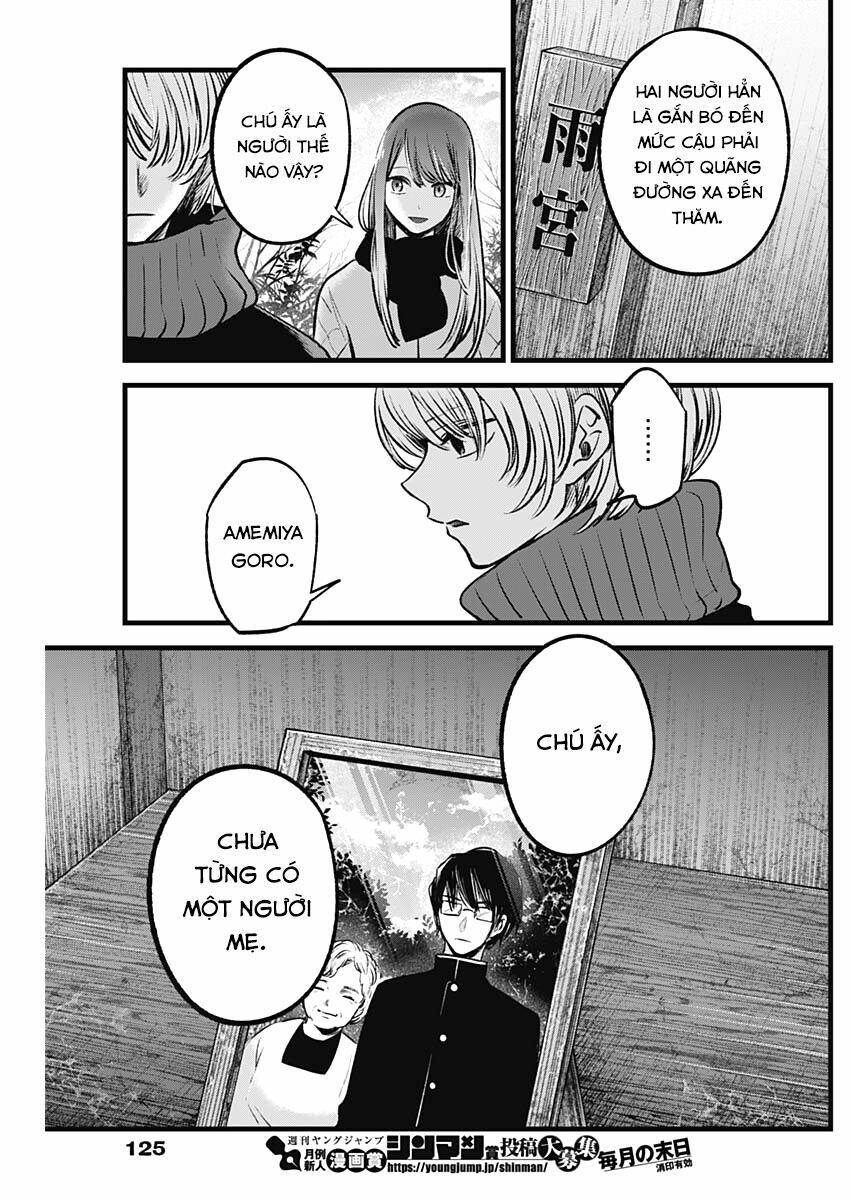 HAI NGƯỜI HẲN
LÀ GẮN BÓ ĐẾN
MỨC CẬU PHẢI
ĐI MỘT QUÃNG
ĐƯỜNG XA ĐẾN
THĂM.
雨宮
CHÚ ẤY LÀ
NGƯỜI THẾ
NÀO VẬY?
......
AMEMIYA
GORO.
CHÚ ẤY,
CHƯA
TỪNG CÓ
MỘT NGƯỜI
MẸ.
125
週刊ヤングジャンプ
月例
新人
漫画賞
シンマン賞
投稿大募集
毎月の末日
消印有効
https://youngjump.jp/shinman/